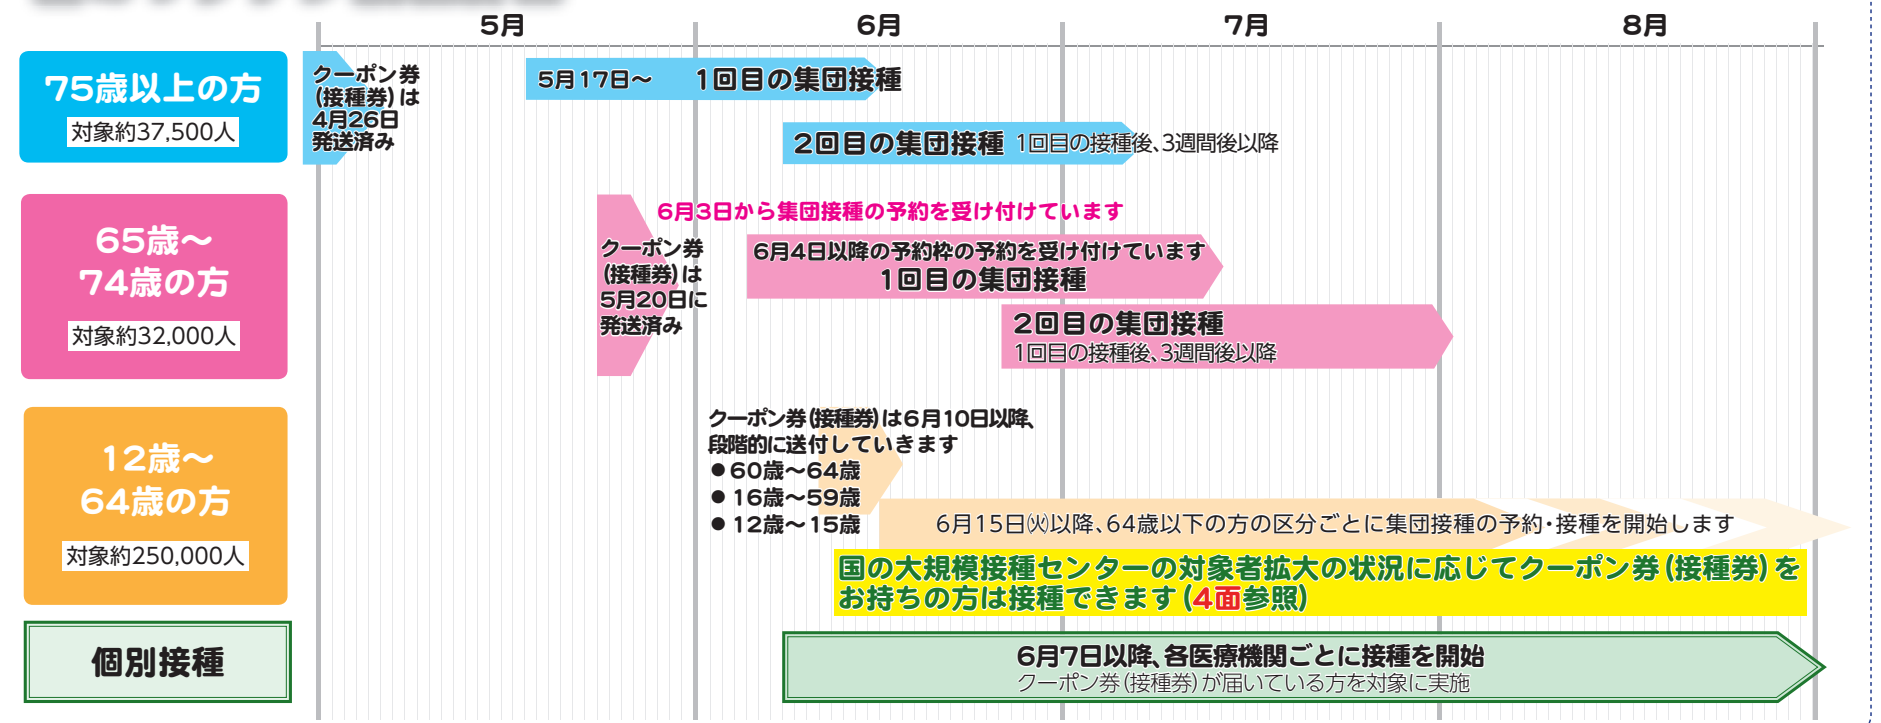 5月
6月
7月
8月
75歳以上の方
対象約37,500人
クーポン券
(接種券)は
4月26日
発送済み
5月17日～　1回目の集団接種
2回目の集団接種 1回目の接種後、3週間後以降
65歳～
74歳の方
対象約32,000人
クーポン券
(接種券)は
5月20日に
発送済み
6月3日から集団接種の予約を受け付けています
6月4日以降の予約枠の予約を受け付けています
1回目の集団接種
2回目の集団接種
1回目の接種後、3週間後以降
12歳～
64歳の方
対象約250,000人
クーポン券(接種券)は6月10日以降、
段階的に送付していきます
●60歳～64歳
●16歳～59歳
●12歳～15歳
6月15日㈫以降、64歳以下の方の区分ごとに集団接種の予約・接種を開始します
国の大規模接種センターの対象者拡大の状況に応じてクーポン券(接種券)を
お持ちの方は接種できます(4面参照)
個別接種
6月7日以降、各医療機関ごとに接種を開始
クーポン券(接種券)が届いている方を対象に実施